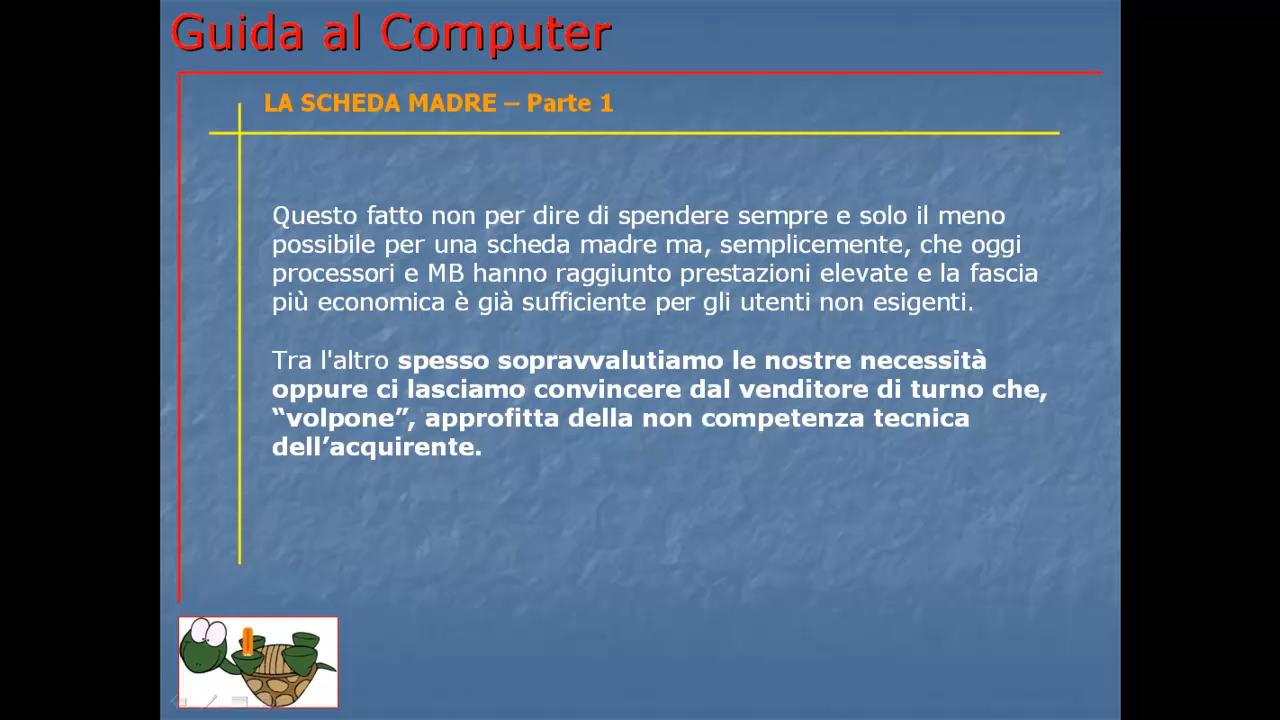 Guida al Computer
LA SCHEDA MADRE – Parte 1
Questo fatto non per dire di spendere sempre e solo il meno
possibile per una scheda madre ma, semplicemente, che oggi
processori e MB hanno raggiunto prestazioni elevate e la fascia
più economica è già sufficiente per gli utenti non esigenti.
Tra l'altro spesso sopravvalutiamo le nostre necessità
oppure ci lasciamo convincere dal venditore di turno che,
“volpone”, approfitta della non competenza tecnica
dell’acquirente.